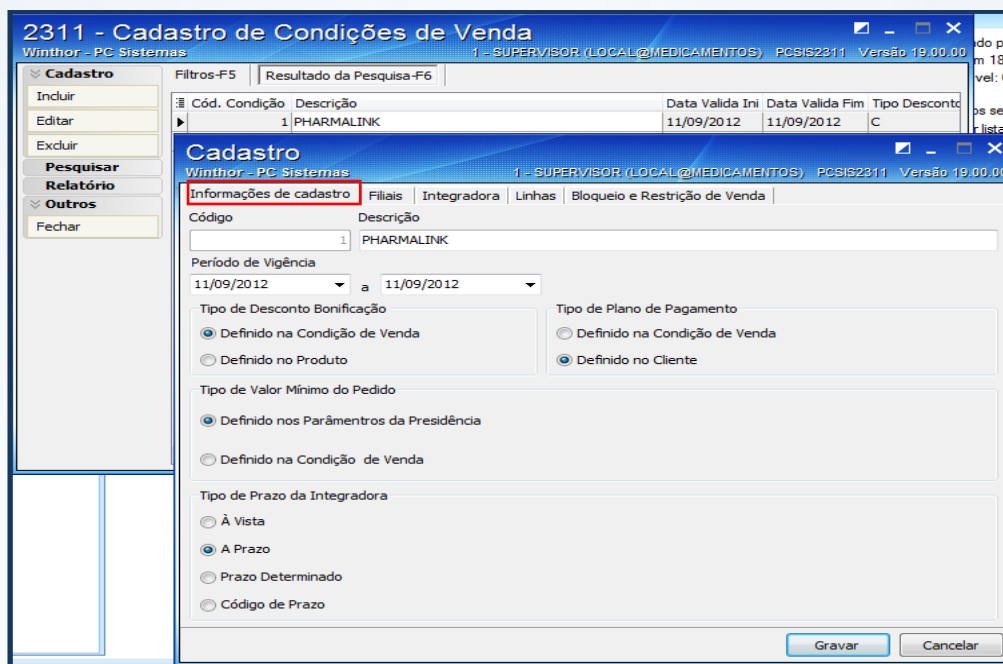 2311 - Cadastro de Condições de Venda
Winthor - PC Sistemas 1 - SUPERVISOR (LOCAL@MEDICAMENTOS) PCSIS2311 Versão 19.00.00
Cadastro
Incluir
Editar
Excluir
Pesquisar
Relatório
Outros
Fechar
Filtros-F5 Resultado da Pesquisa-F6
Cód. Condição Descrição Data Valida Ini Data Valida Fim Tipo Desconto
1 PHARMALINK 11/09/2012 11/09/2012 C
Cadastro
Winthor - PC Sistemas 1 - SUPERVISOR (LOCAL@MEDICAMENTOS) PCSIS2311 Versão 19.00.00
Informações de cadastro Filiais Integradora Linhas Bloqueio e Restrição de Venda
Código Descrição
1 PHARMALINK
Período de Vigência
11/09/2012 a 11/09/2012
Tipo de Desconto Bonificação Tipo de Plano de Pagamento
Definido na Condição de Venda Definido na Condição de Venda
Definido no Produto Definido no Cliente
Tipo de Valor Mínimo do Pedido
Definido nos Parâmentros da Presidência
Definido na Condição de Venda
Tipo de Prazo da Integradora
À Vista
A Prazo
Prazo Determinado
Código de Prazo
Gravar Cancelar